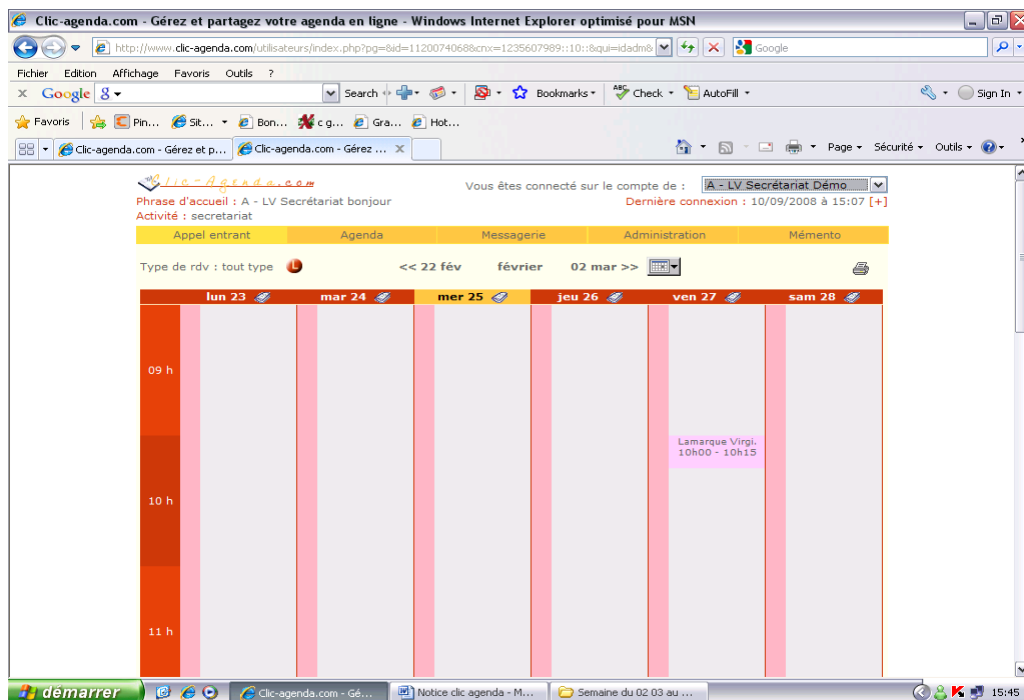 Clic-agenda.com - Gérez et partagez votre agenda en ligne - Windows Internet Explorer optimisé pour MSN
http://www.clic-agenda.com/utilisateurs/index.php?pg=&id=1120074068&cnx=1235607989::10::&qui=idadm& Google
Fichier Edition Affichage Favoris Outils ?
x Google g Search Bookmarks ABC Check AutoFill Sign In
Favoris Pin... Sit... Bon... c g... Gra... Hot...
Clic-agenda.com - Gérez et p... Clic-agenda.com - Gérez ... X Page Sécurité Outils
Clic-Agenda.com Vous êtes connecté sur le compte de : A - LV Secrétariat Démo
Phrase d'accueil : A - LV Secrétariat bonjour Dernière connexion : 10/09/2008 à 15:07 [+]
Activité : secretariat
Appel entrant Agenda Messagerie Administration Mémento
Type de rdv : tout type L << 22 fév février 02 mar >>
lun 23 mar 24 mer 25 jeu 26 ven 27 sam 28
09 h
Lamarque Virgi.
10h00 - 10h15
10 h
11 h
démarrer Clic-agenda.com - Gé... Notice clic agenda - M... Semaine du 02 03 au ... 15:45